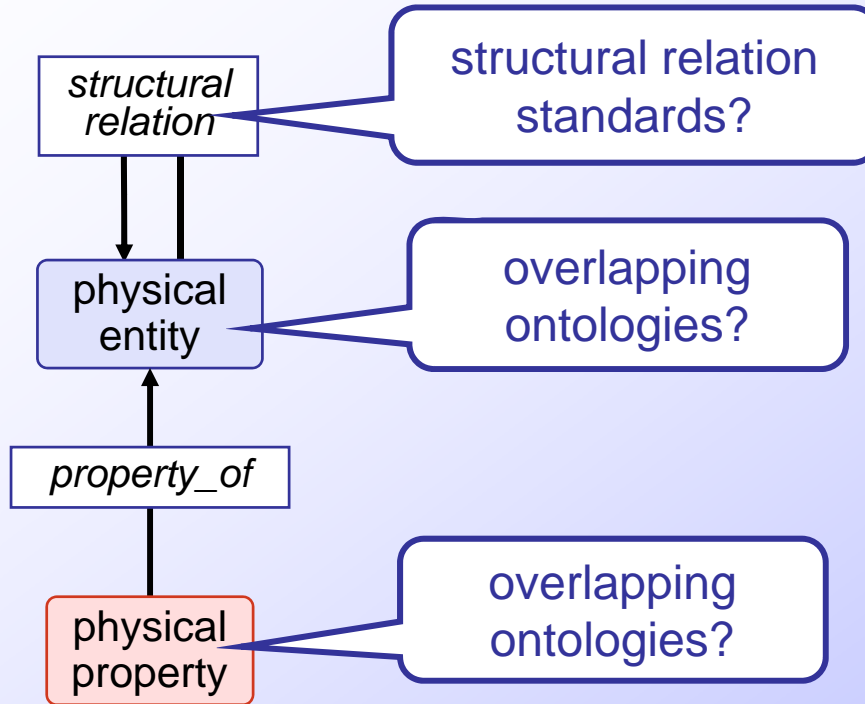 structural
relation
structural relation
standards?
physical
entity
overlapping
ontologies?
property_of
physical
property
overlapping
ontologies?